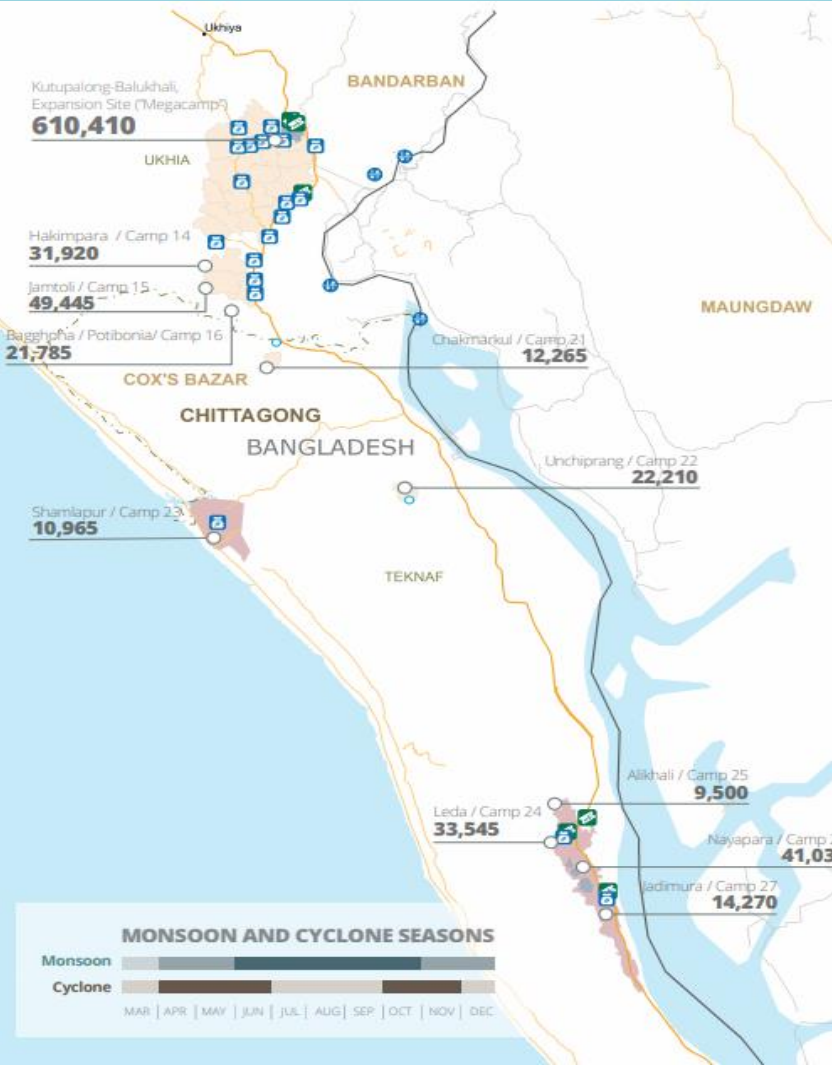 Ukhiya
Kutupalong-Balukhali,
Expansion Site ("Megacamp")
610,410
BANDARBAN
UKHIA
Hakimpara / Camp 14
31,920
Jamtoli / Camp 15
49,445
Bagghona / Potibonia/ Camp 16
21,785
MAUNGDAW
Chakmarkul / Camp 21
12,265
COX'S BAZAR
CHITTAGONG
BANGLADESH
Unchiprang / Camp 22
22,210
Shamlapur / Camp 23
10,965
TEKNAF
Alikhali / Camp 25
9,500
Leda / Camp 24
33,545
Nayapara / Camp
41,03
Jadimura / Camp 27
14,270
MONSOON AND CYCLONE SEASONS
Monsoon
Cyclone
MAR | APR | MAY | JUN | JUL | AUG | SEP | OCT | NOV | DEC